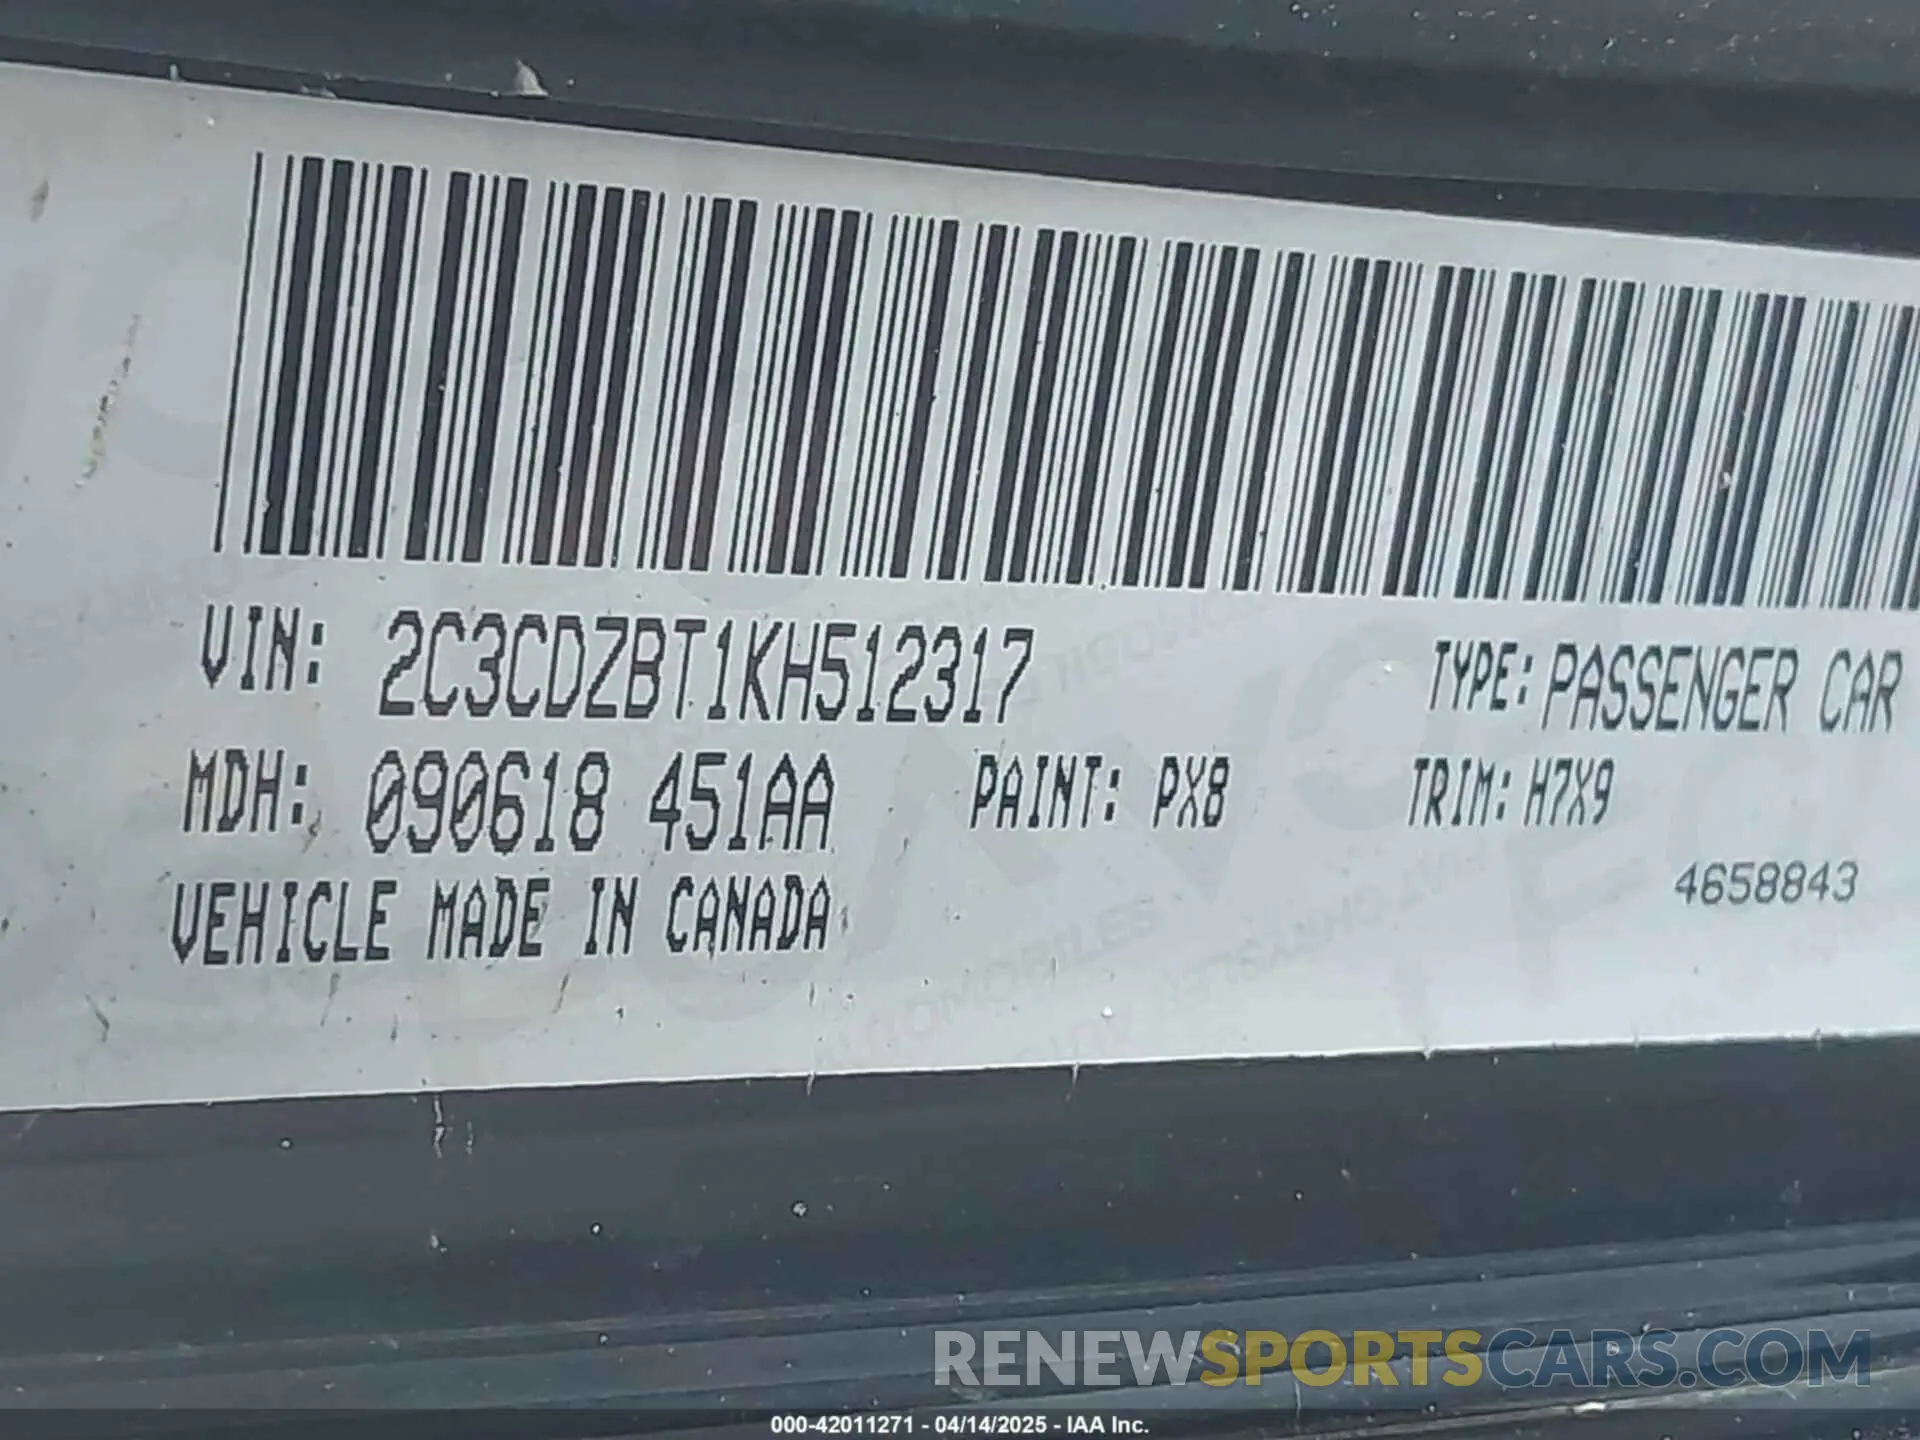 VIN: 2C3CDZBT1KH512317
TYPE: PASSENGER CAR
MDH: 090618 451AA
PAINT: PX8
TRIM: H7X9
VEHICLE MADE IN CANADA
4658843
AUTOMOBILES
RENEWSPORTSCARS.COM
000-42011271 - 04/14/2025 - IAA Inc.